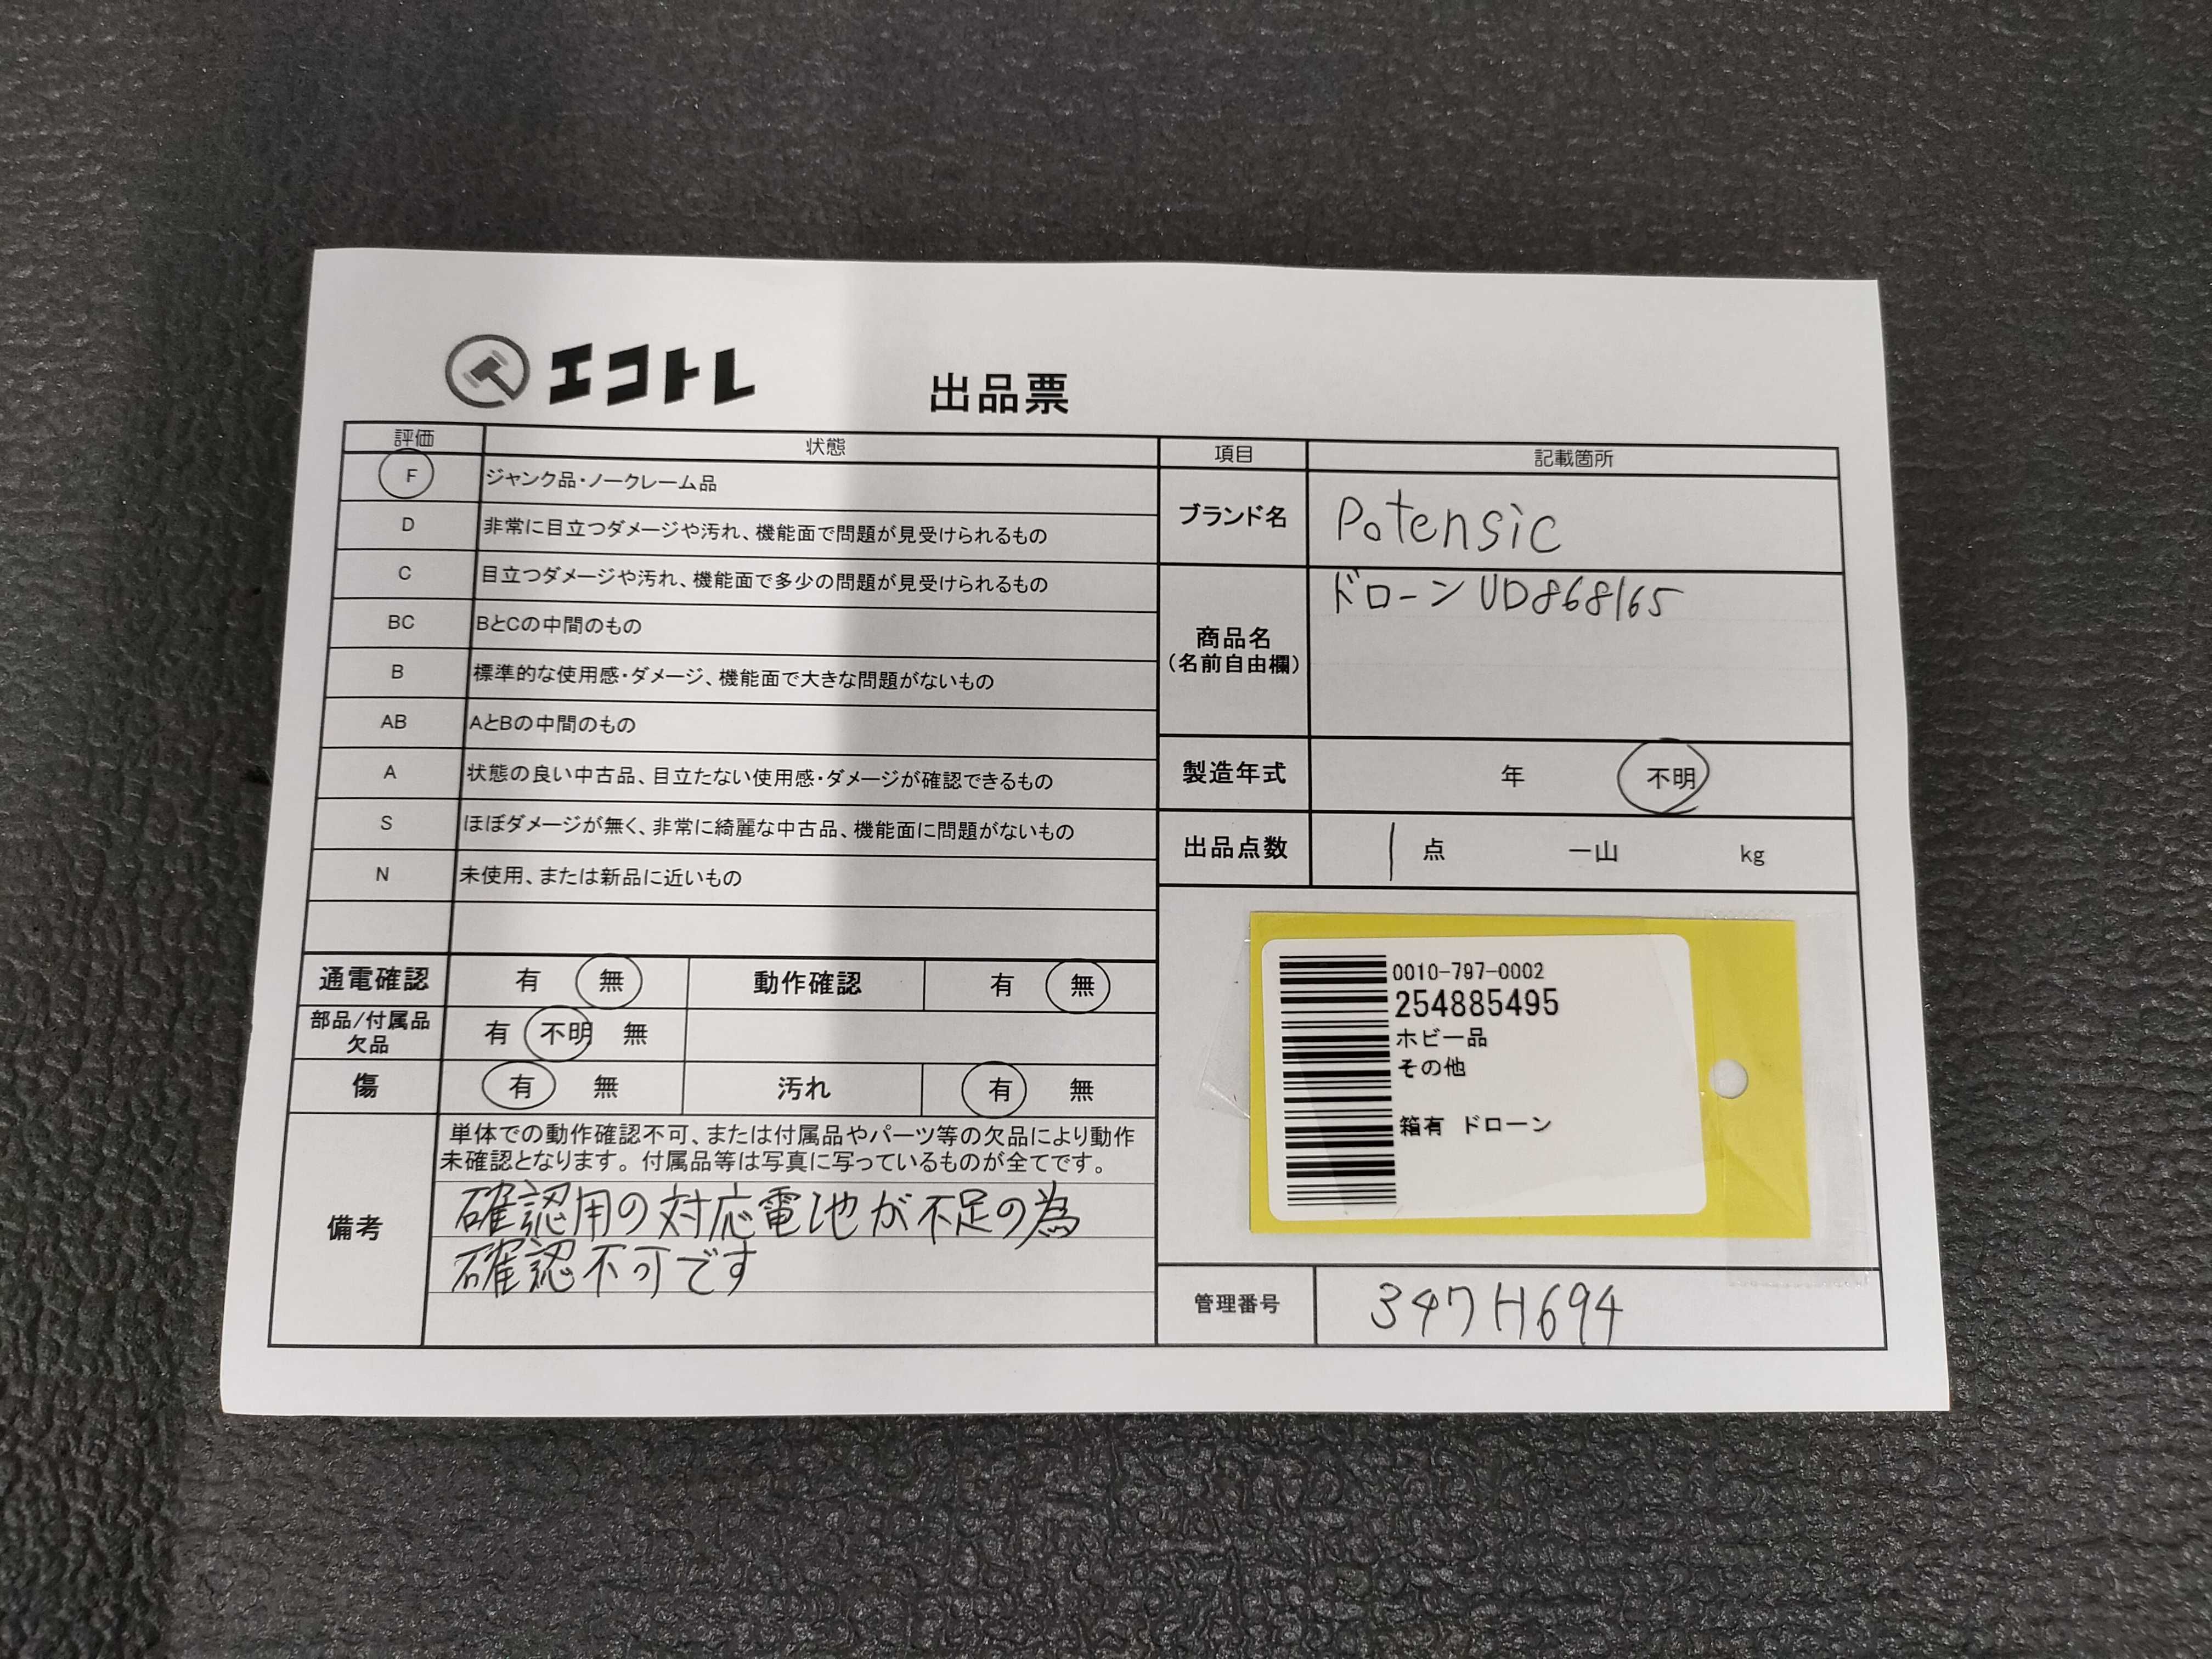 エコトレ
出品票
評価 状態
F ジャンク品・ノークレーム品
D 非常に目立つダメージや汚れ、機能面で問題が見受けられるもの
C 目立つダメージや汚れ、機能面で多少の問題が見受けられるもの
BC BとCの中間のもの
B 標準的な使用感・ダメージ、機能面で大きな問題がないもの
AB AとBの中間のもの
A 状態の良い中古品、目立たない使用感・ダメージが確認できるもの
S ほぼダメージが無く、非常に綺麗な中古品、機能面に問題がないもの
N 未使用、または新品に近いもの
通電確認 有 無 動作確認 有 無
部品/付属品
欠品
有 不明 無
傷 有 無 汚れ 有 無
備考
単体での動作確認不可、または付属品やパーツ等の欠品により動作
未確認となります。付属品等は写真に写っているものが全てです。
確認用の対応電池が不足の為
確認不可です
項目 記載箇所
ブランド名 Potensic
商品名
(名前自由欄)
ドローンUD868165
製造年式 年 不明
出品点数 1 点 一山 kg
0010-797-0002
254885495
ホビー品
その他
箱有 ドローン
管理番号 347H694